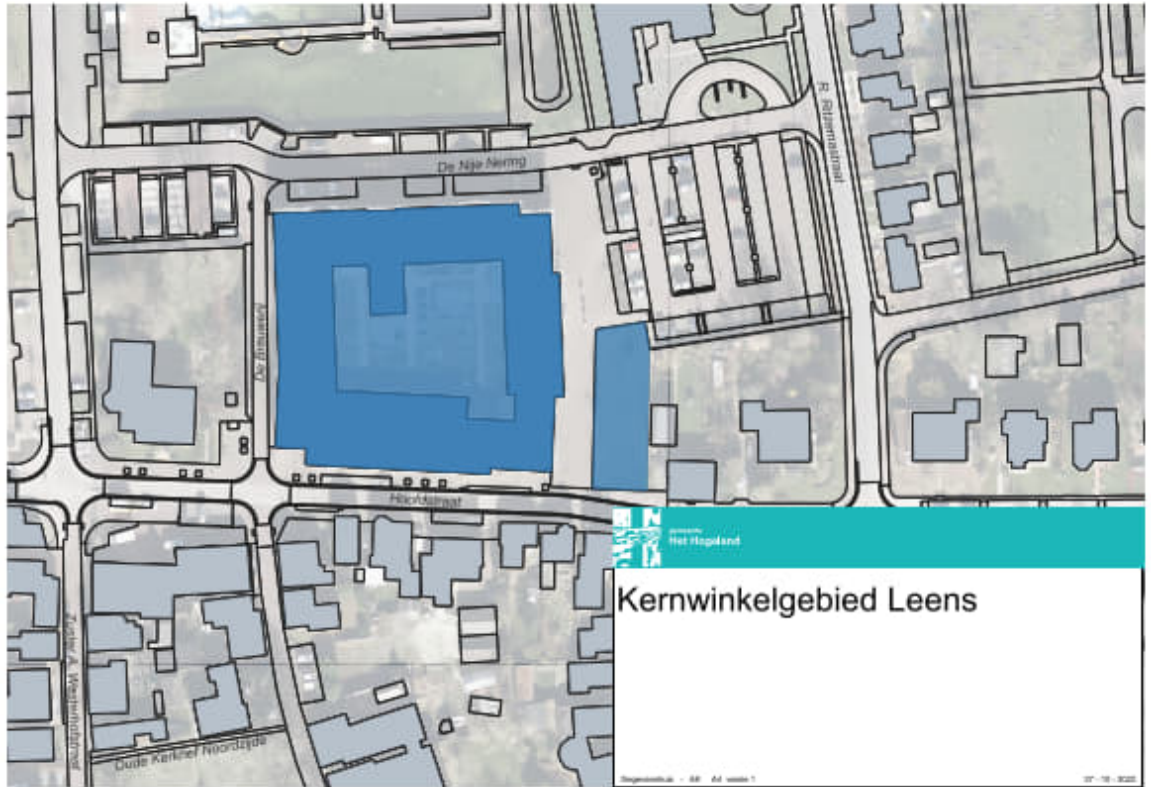 De Nije Nering
R. Ritzemastraat
Hoofdstraat
Zuster A. Westerhofstraat
Oude Kerkhof Noordzijde
gemeente
Het Hogeland
Kernwinkelgebied Leens